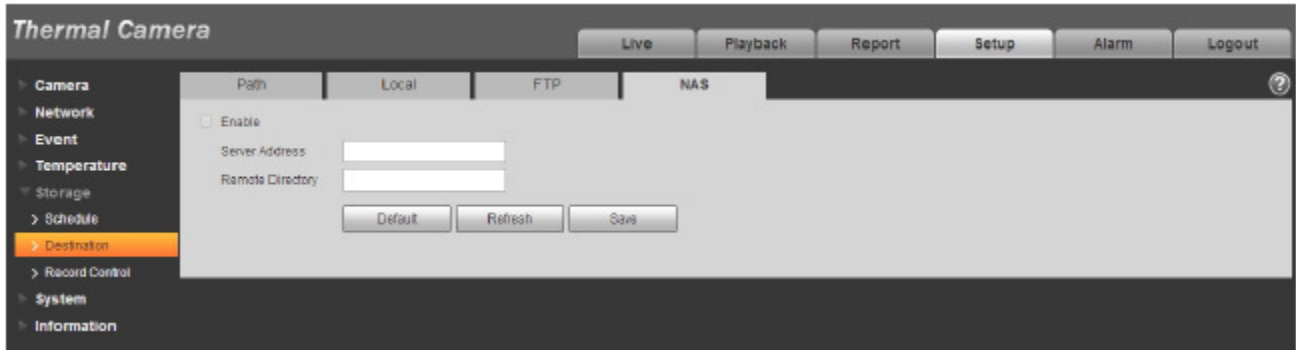 Thermal Camera
Live Playback Report Setup Alarm Logout
Camera
Network
Event
Temperature
Storage
> Schedule
> Destination
> Record Control
System
Information
Path Local FTP NAS ?
Enable
Server Address
Remote Directory
Default Refresh Save